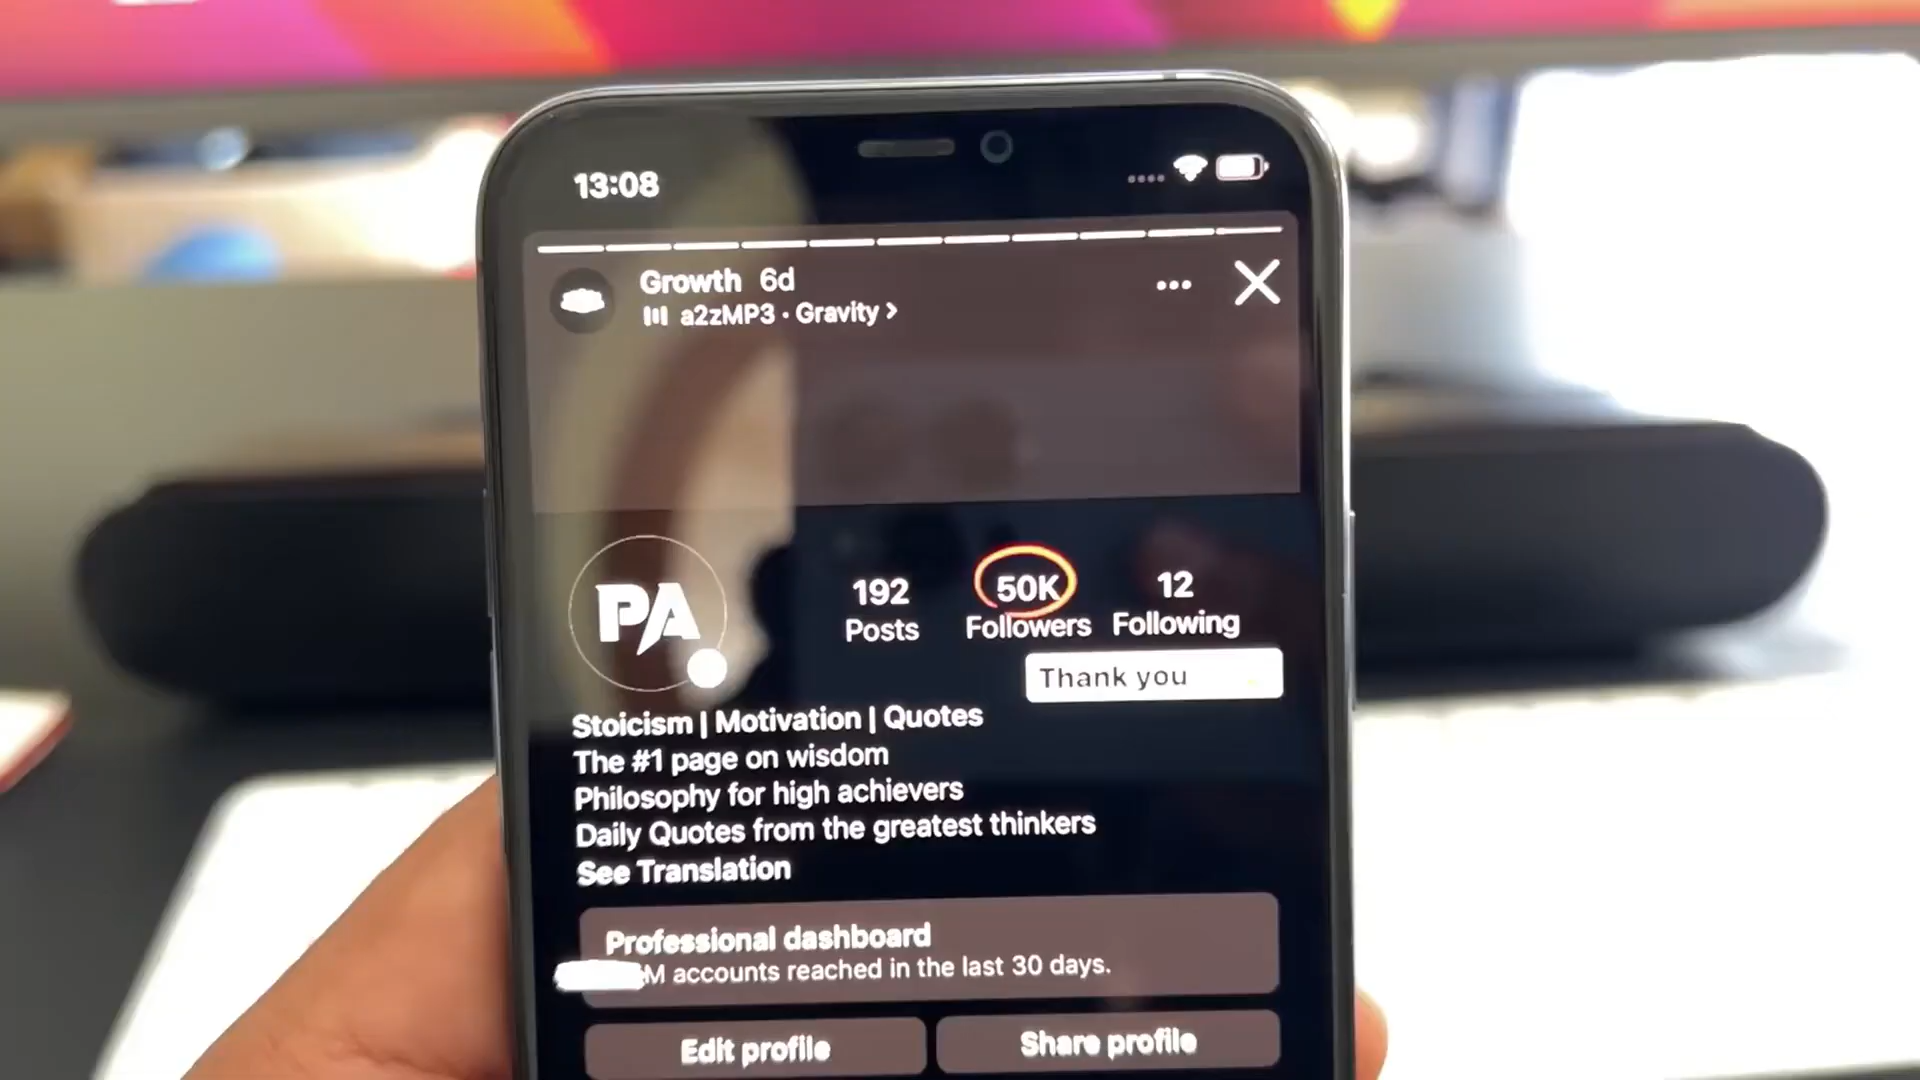 13:08
Growth 6d
a2zMP3 · Gravity >
PA
192 50K 12
Posts Followers Following
Thank you
Stoicism | Motivation | Quotes
The #1 page on wisdom
Philosophy for high achievers
Daily Quotes from the greatest thinkers
See Translation
Professional dashboard
M accounts reached in the last 30 days.
Edit profile Share profile